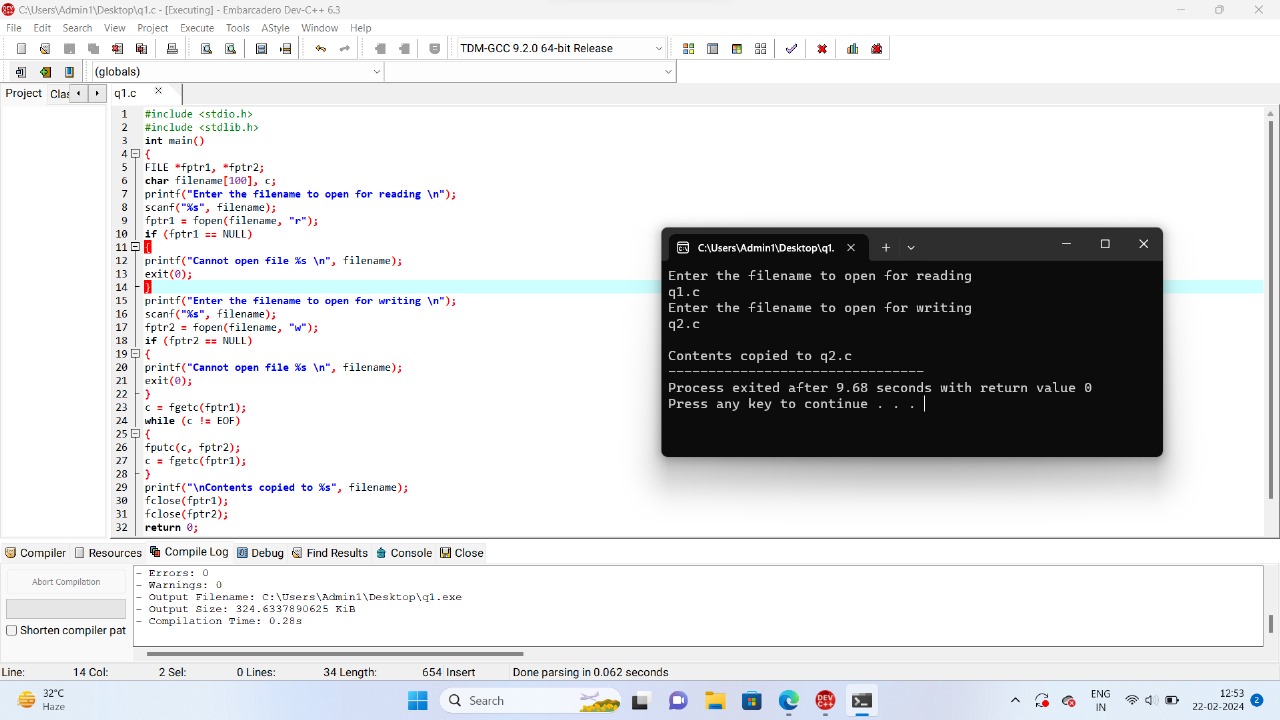 C:\Users\Admin1\Desktop\q1.c - [Executing] - Embarcadero Dev-C++ 6.3
File Edit Search View Project Execute Tools AStyle Window Help
TDM-GCC 9.2.0 64-bit Release
(globals)
Project Clas q1.c
1 #include <stdio.h>
2 #include <stdlib.h>
3 int main()
4 {
5 FILE *fptr1, *fptr2;
6 char filename[100], c;
7 printf("Enter the filename to open for reading \n");
8 scanf("%s", filename);
9 fptr1 = fopen(filename, "r");
10 if (fptr1 == NULL)
11 {
12 printf("Cannot open file %s \n", filename);
13 exit(0);
14 }
15 printf("Enter the filename to open for writing \n");
16 scanf("%s", filename);
17 fptr2 = fopen(filename, "w");
18 if (fptr2 == NULL)
19 {
20 printf("Cannot open file %s \n", filename);
21 exit(0);
22 }
23 c = fgetc(fptr1);
24 while (c != EOF)
25 {
26 fputc(c, fptr2);
27 c = fgetc(fptr1);
28 }
29 printf("\nContents copied to %s", filename);
30 fclose(fptr1);
31 fclose(fptr2);
32 return 0;
C:\Users\Admin1\Desktop\q1.
Enter the filename to open for reading
q1.c
Enter the filename to open for writing
q2.c
Contents copied to q2.c
--------------------------------
Process exited after 9.68 seconds with return value 0
Press any key to continue . . .
Compiler Resources Compile Log Debug Find Results Console Close
Abort Compilation
Shorten compiler pat
- Errors: 0
- Warnings: 0
- Output Filename: C:\Users\Admin1\Desktop\q1.exe
- Output Size: 324.6337890625 KiB
- Compilation Time: 0.28s
Line: 14 Col: 2 Sel: 0 Lines: 34 Length: 654 Insert Done parsing in 0.062 seconds
32°C
Haze
Search
DEV C++
ENG
IN
12:53
22-02-2024
2